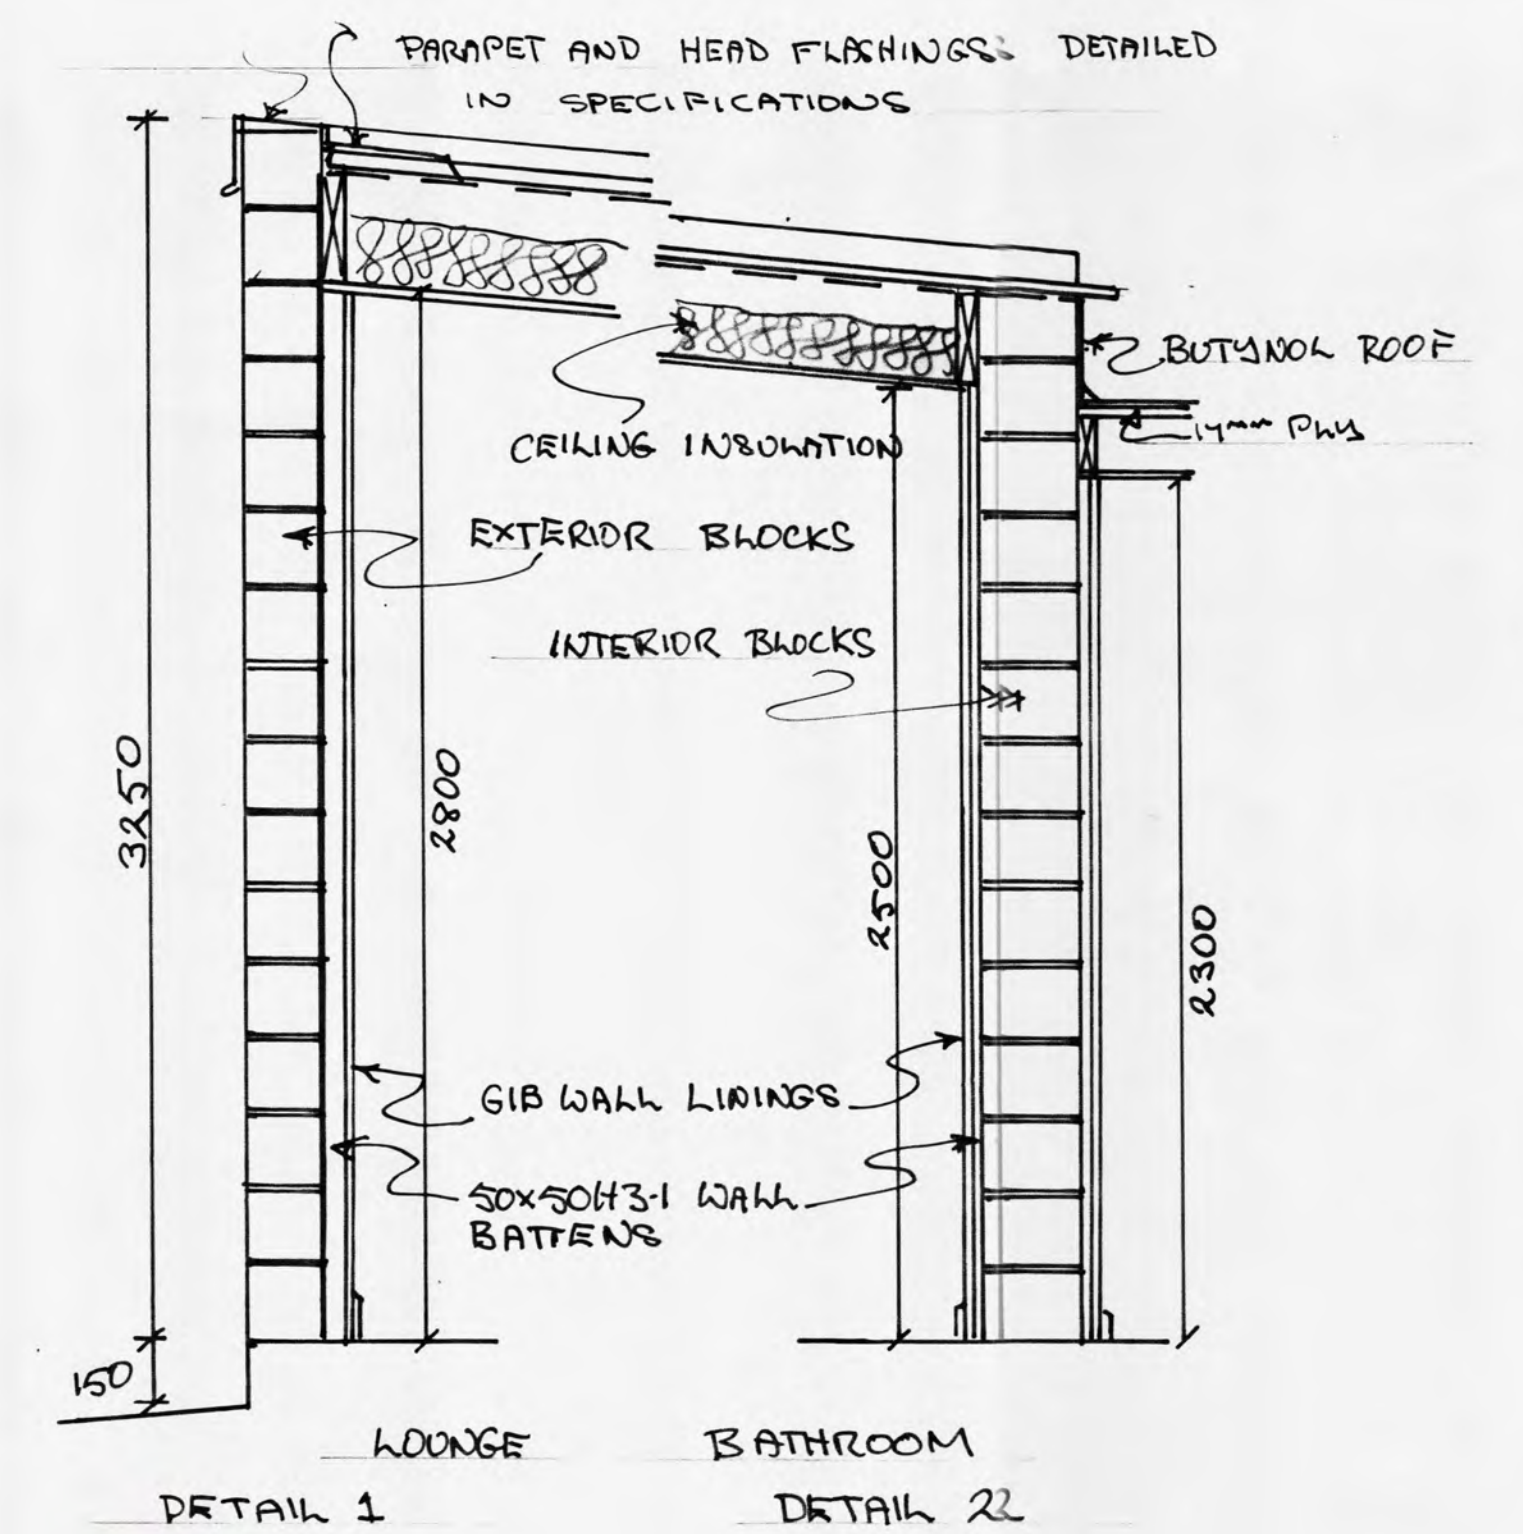 PARAPET AND HEAD FLASHINGS DETAILED
IN SPECIFICATIONS
BUTYNOL ROOF
17mm PLY
CEILING INSULATION
EXTERIOR BLOCKS
INTERIOR BLOCKS
3250
2800
2500
2300
GIB WALL LININGS
50x50H3-1 WALL
BATTENS
150
LOUNGE
BATHROOM
DETAIL 1
DETAIL 2